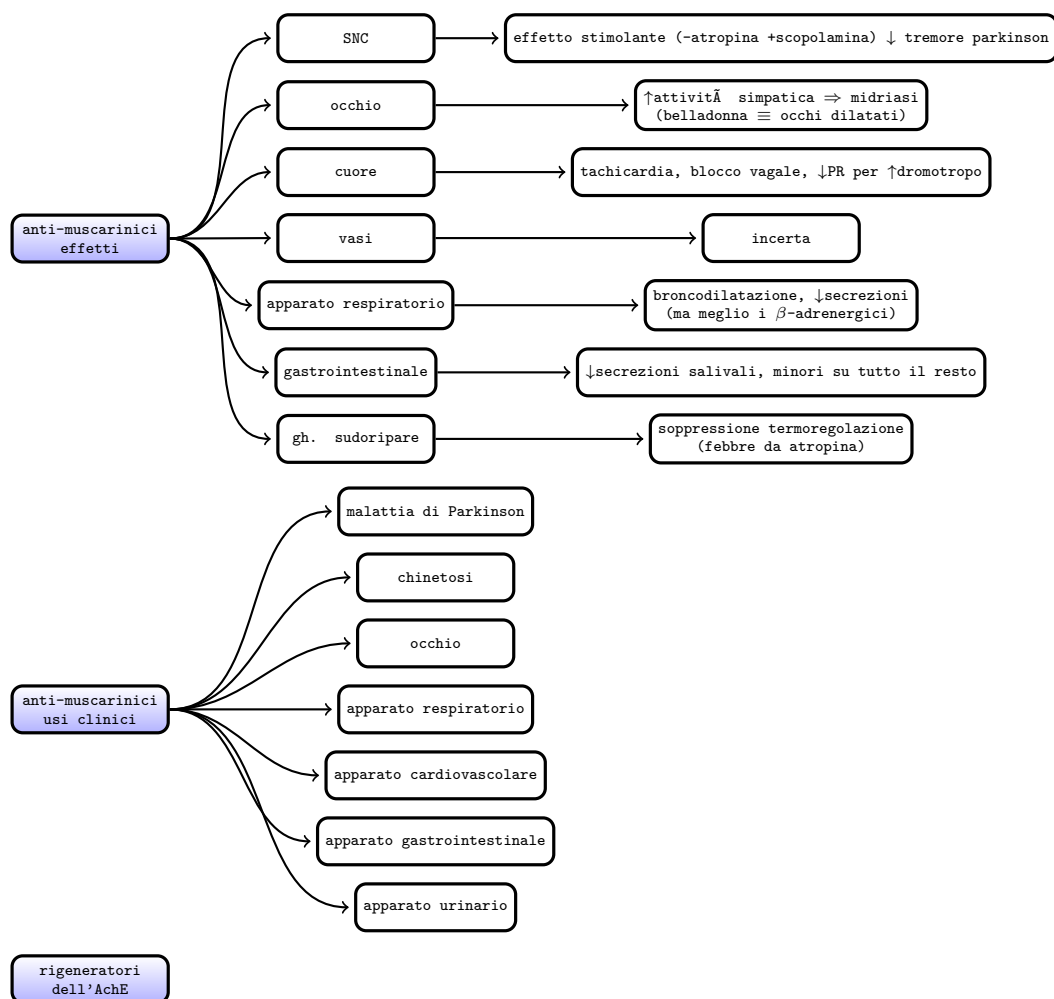 SNC
effetto stimolante (-atropina +scopolamina) ↓ tremore parkinson
occhio
↑attivitÃ simpatica ⇒ midriasi
(belladonna ≡ occhi dilatati)
cuore
tachicardia, blocco vagale, ↓PR per ↑dromotropo
anti-muscarinici
effetti
vasi
incerta
apparato respiratorio
broncodilatazione, ↓secrezioni
(ma meglio i β-adrenergici)
gastrointestinale
↓secrezioni salivali, minori su tutto il resto
gh. sudoripare
soppressione termoregolazione
(febbre da atropina)
malattia di Parkinson
chinetosi
occhio
anti-muscarinici
usi clinici
apparato respiratorio
apparato cardiovascolare
apparato gastrointestinale
apparato urinario
rigeneratori
dell'AchE